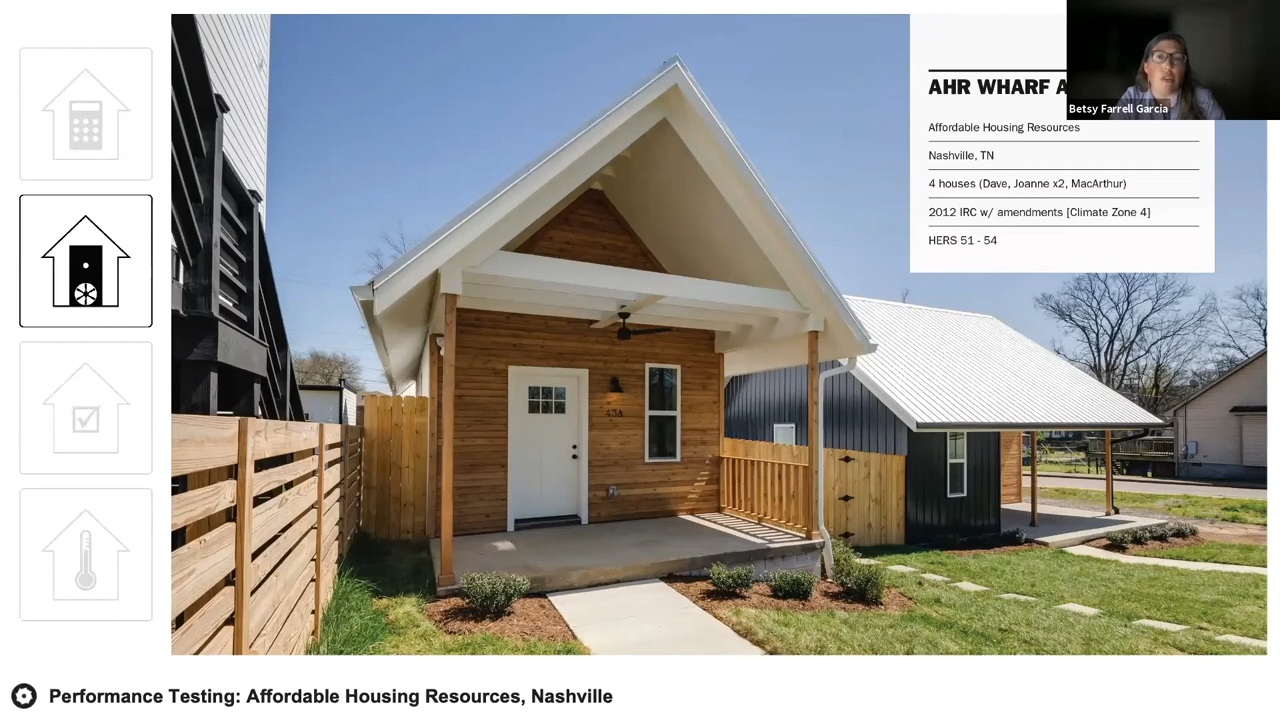 AHR WHARF A
Betsy Farrell Garcia
Affordable Housing Resources
Nashville, TN
4 houses (Dave, Joanne x2, MacArthur)
2012 IRC w/ amendments [Climate Zone 4]
HERS 51 - 54
43A
Performance Testing: Affordable Housing Resources, Nashville